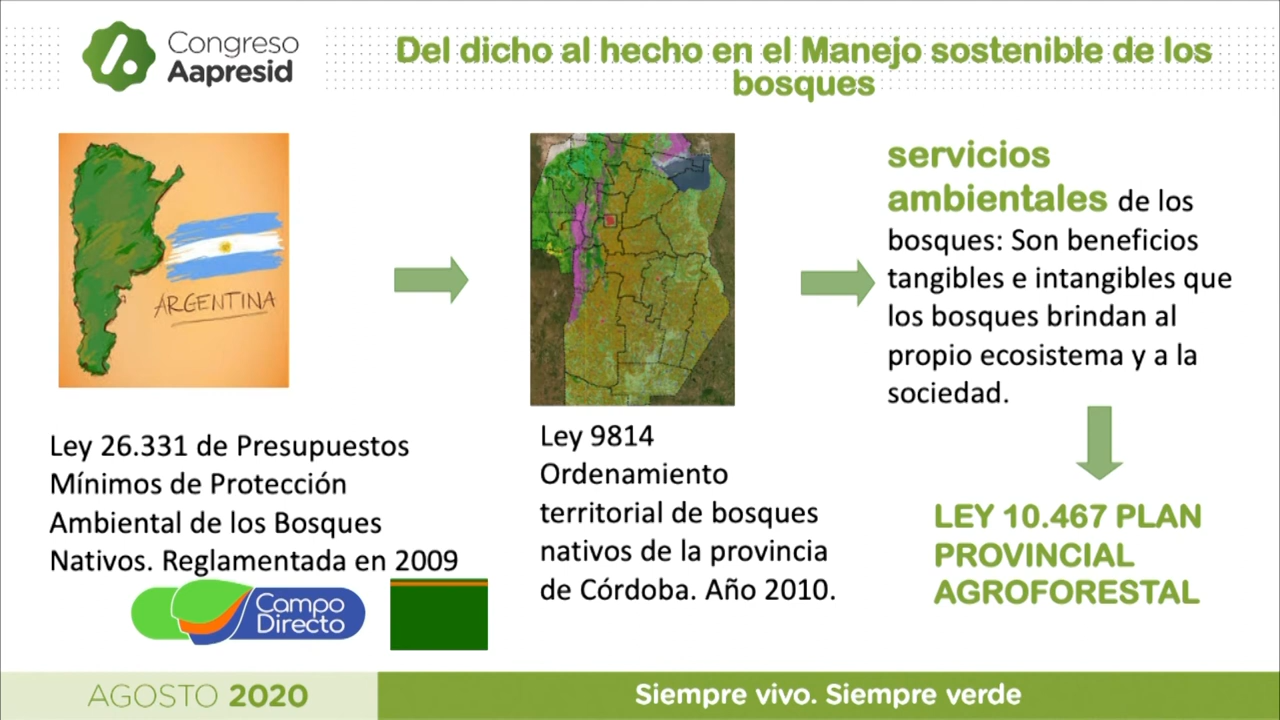 Congreso
Aapresid
Del dicho al hecho en el Manejo sostenible de los
bosques
ARGENTINA
Ley 26.331 de Presupuestos
Mínimos de Protección
Ambiental de los Bosques
Nativos. Reglamentada en 2009
Campo
Directo
Ley 9814
Ordenamiento
territorial de bosques
nativos de la provincia
de Córdoba. Año 2010.
servicios
ambientales de los
bosques: Son beneficios
tangibles e intangibles que
los bosques brindan al
propio ecosistema y a la
sociedad.
LEY 10.467 PLAN
PROVINCIAL
AGROFORESTAL
AGOSTO 2020
Siempre vivo. Siempre verde